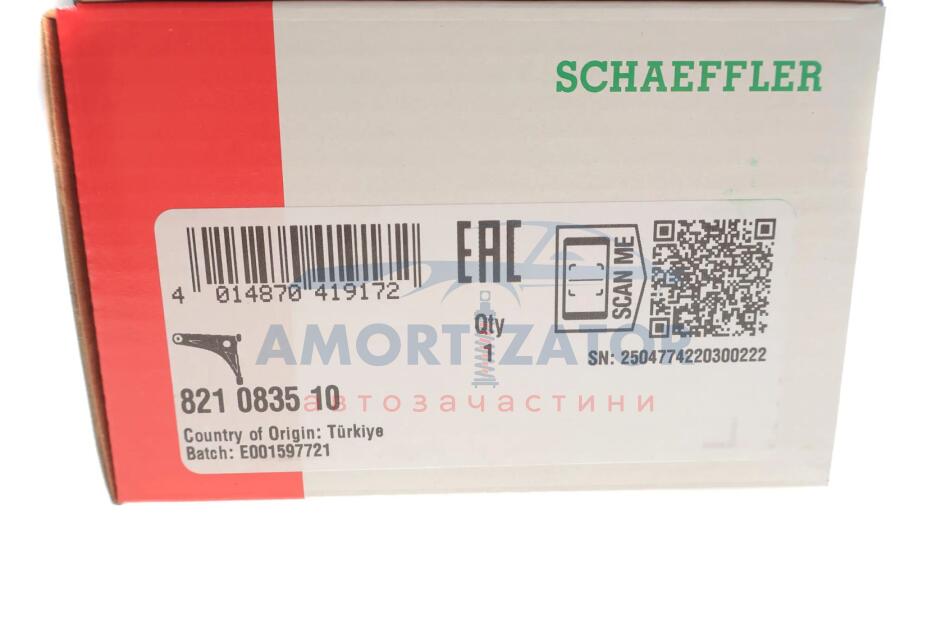 SCHAEFFLER
4 014870 419172
EAC
Qty
1
SCAN ME
SN: 2504774220300222
AMORTIZATOR
автозачастини
821 0835 10
Country of Origin: Türkiye
Batch: E001597721